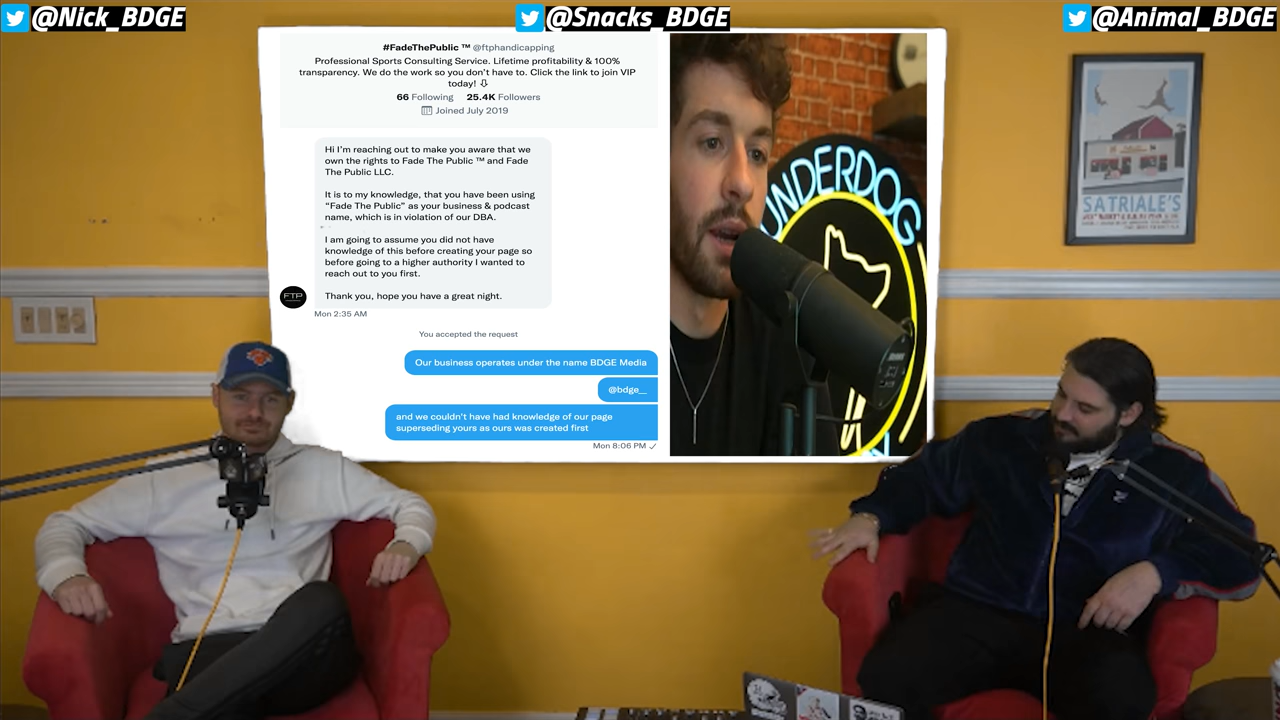 @Nick_BDGE
@Snacks_BDGE
@Animal_BDGE
#FadeThePublic ™ @ftphandicapping
Professional Sports Consulting Service. Lifetime profitability & 100%
transparency. We do the work so you don't have to. Click the link to join VIP
today!
66 Following 25.4K Followers
Joined July 2019
Hi I'm reaching out to make you aware that we
own the rights to Fade The Public ™ and Fade
The Public LLC.
It is to my knowledge, that you have been using
“Fade The Public” as your business & podcast
name, which is in violation of our DBA.
I am going to assume you did not have
knowledge of this before creating your page so
before going to a higher authority I wanted to
reach out to you first.
Thank you, hope you have a great night.
FTP
Mon 2:35 AM
You accepted the request
Our business operates under the name BDGE Media
@bdge__
and we couldn't have had knowledge of our page
superseding yours as ours was created first
Mon 8:06 PM
UNDERDOG
SATRIALE'S